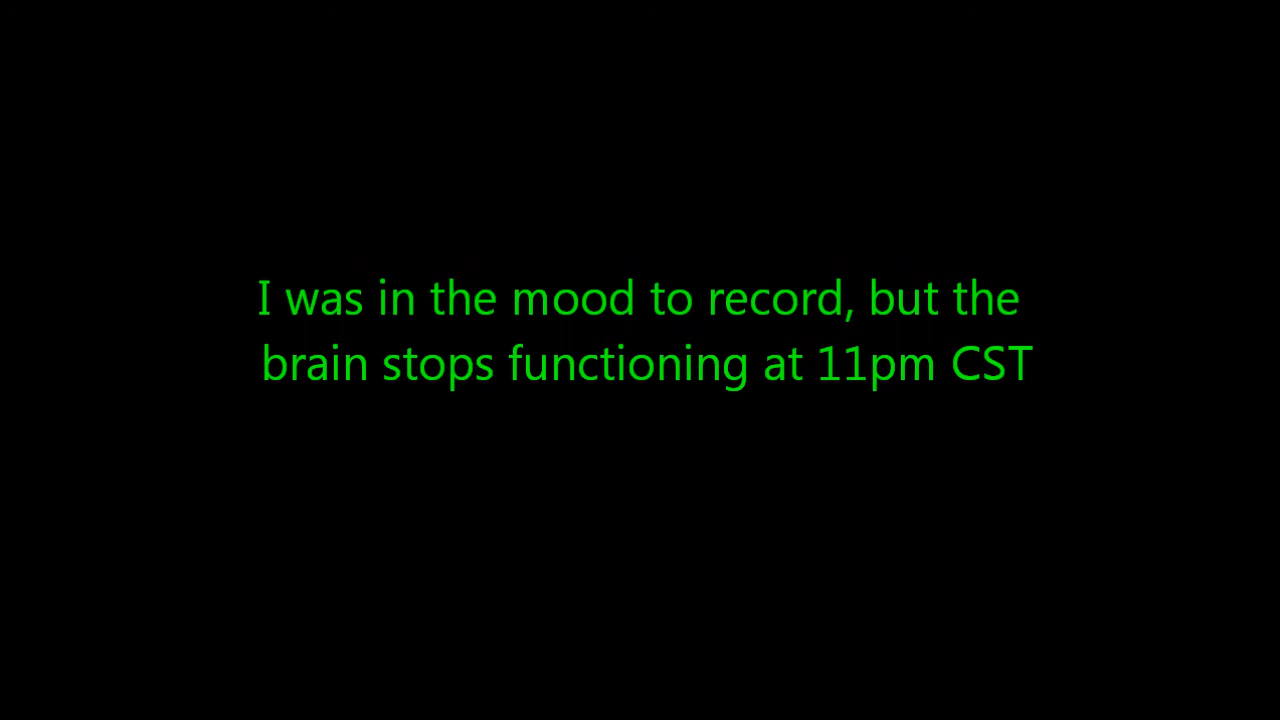 I was in the mood to record, but the
brain stops functioning at 11pm CST